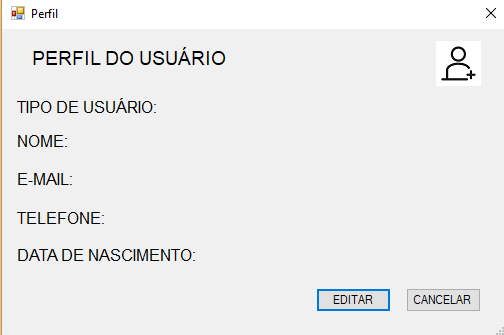 Perfil
PERFIL DO USUÁRIO
TIPO DE USUÁRIO:
NOME:
E-MAIL:
TELEFONE:
DATA DE NASCIMENTO:
EDITAR
CANCELAR